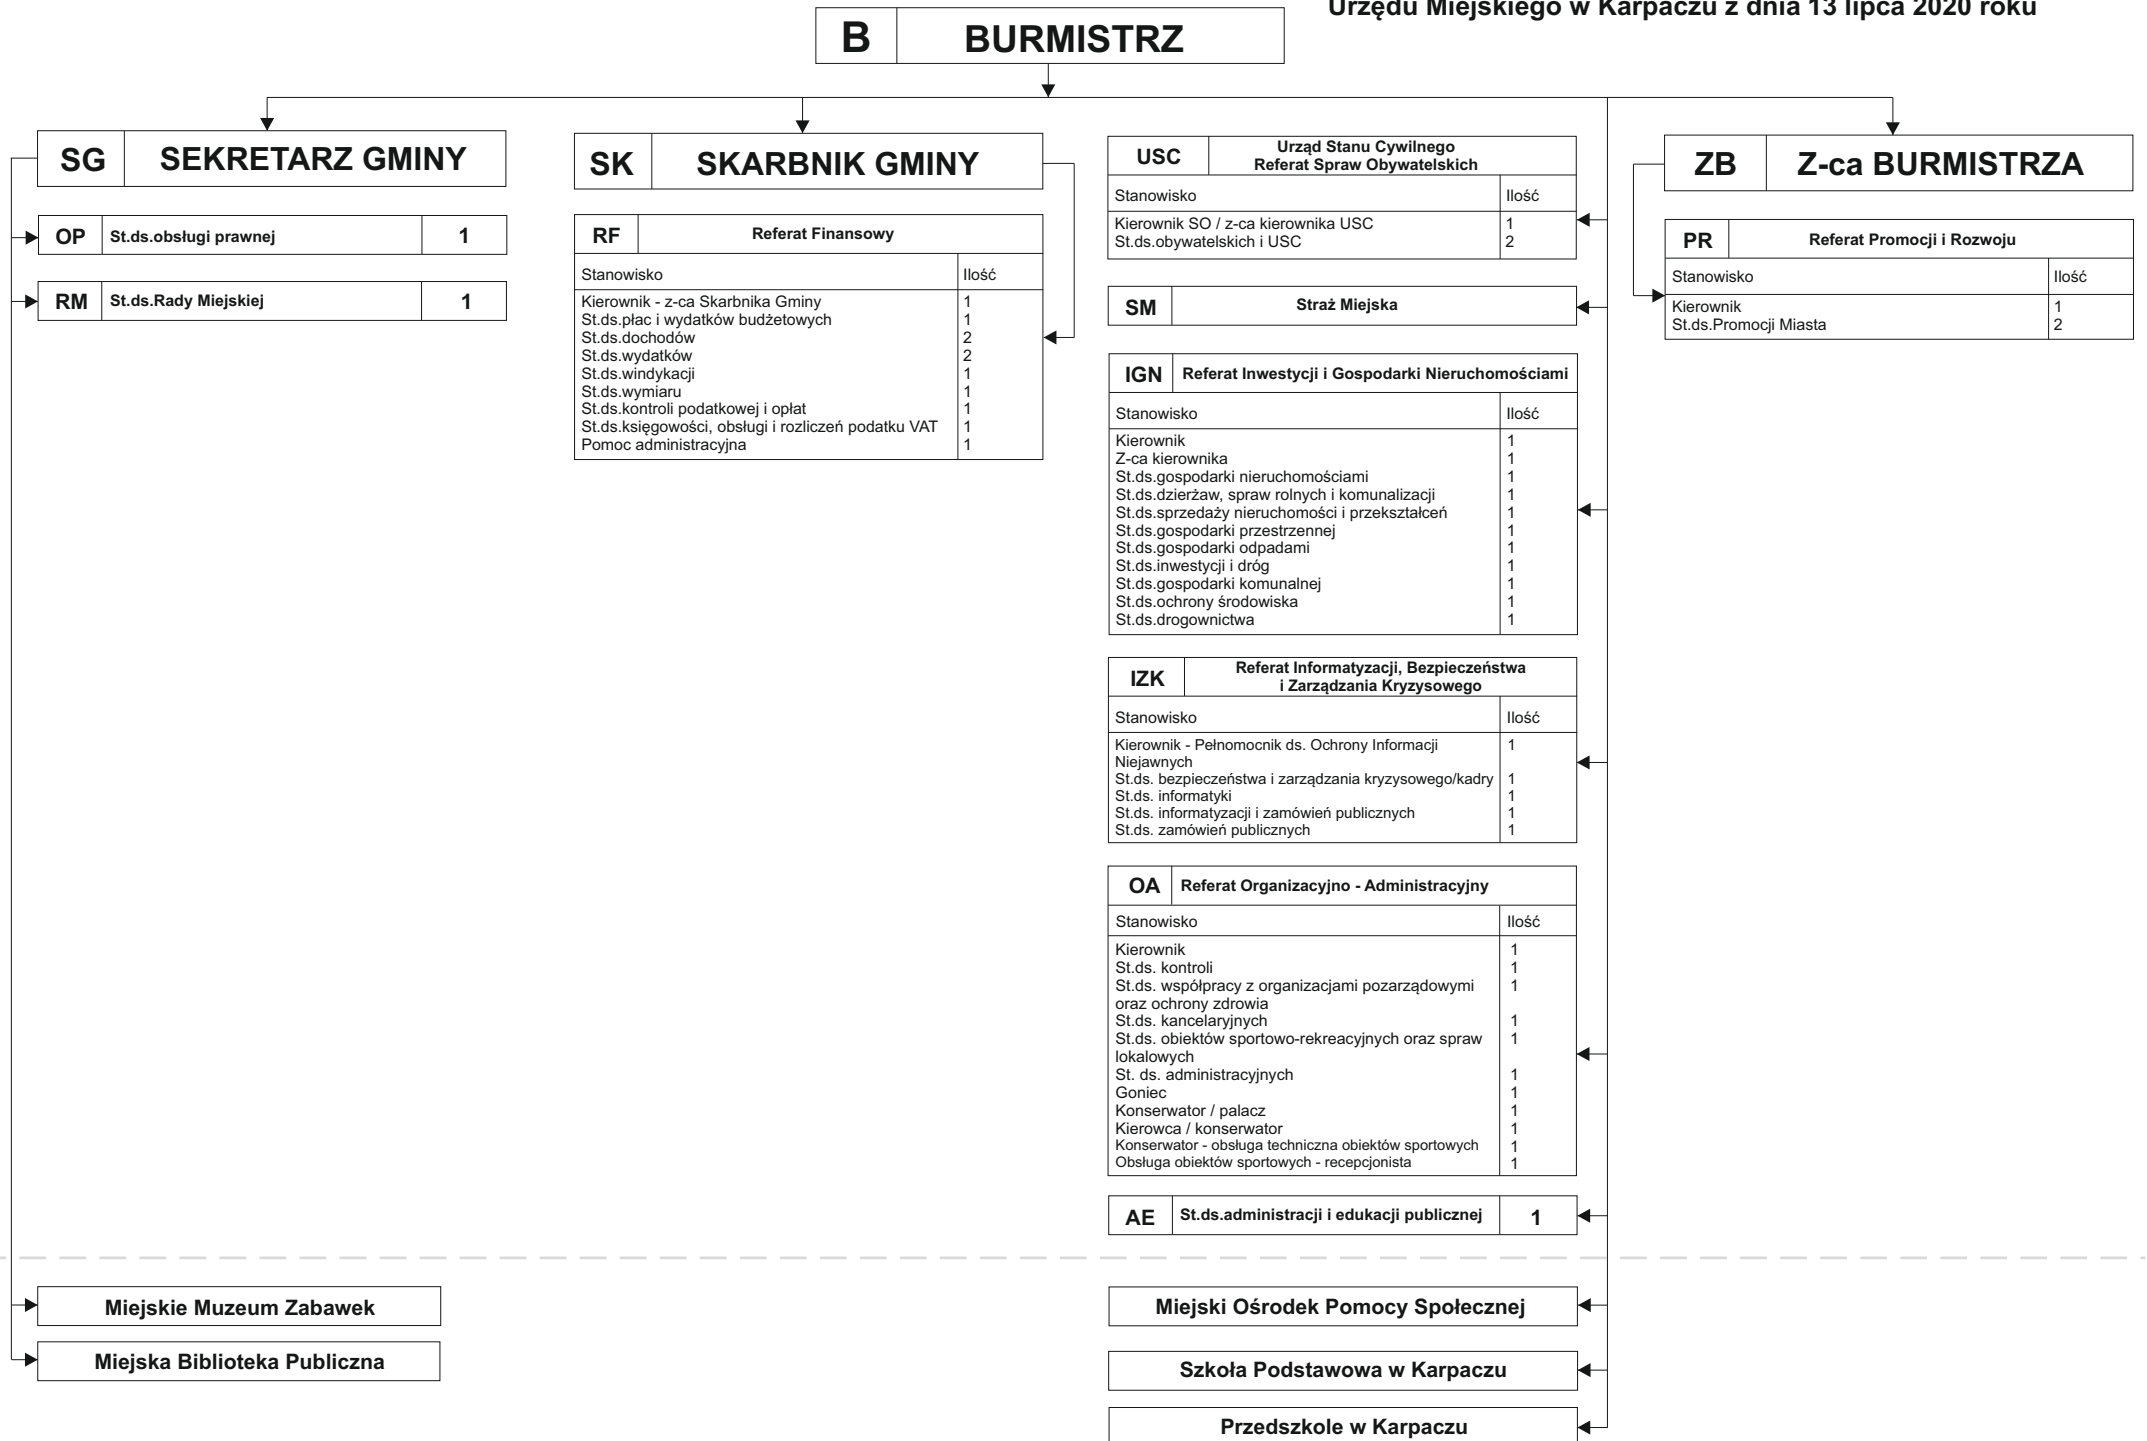 Urzędu Miejskiego w Karpaczu z dnia 13 lipca 2020 roku
B BURMISTRZ
SG SEKRETARZ GMINY
OP St.ds.obsługi prawnej 1
RM St.ds.Rady Miejskiej 1
SK SKARBNIK GMINY
RF Referat Finansowy
Stanowisko Ilość
Kierownik - z-ca Skarbnika Gminy 1
St.ds.płac i wydatków budżetowych 1
St.ds.dochodów 2
St.ds.wydatków 2
St.ds.windykacji 1
St.ds.wymiaru 1
St.ds.kontroli podatkowej i opłat 1
St.ds.księgowości, obsługi i rozliczeń podatku VAT 1
Pomoc administracyjna 1
USC Urząd Stanu Cywilnego
Referat Spraw Obywatelskich
Stanowisko Ilość
Kierownik SO / z-ca kierownika USC 1
St.ds.obywatelskich i USC 2
SM Straż Miejska
IGN Referat Inwestycji i Gospodarki Nieruchomościami
Stanowisko Ilość
Kierownik 1
Z-ca kierownika 1
St.ds.gospodarki nieruchomościami 1
St.ds.dzierżaw, spraw rolnych i komunalizacji 1
St.ds.sprzedaży nieruchomości i przekształceń 1
St.ds.gospodarki przestrzennej 1
St.ds.gospodarki odpadami 1
St.ds.inwestycji i dróg 1
St.ds.gospodarki komunalnej 1
St.ds.ochrony środowiska 1
St.ds.drogownictwa 1
IZK Referat Informatyzacji, Bezpieczeństwa
i Zarządzania Kryzysowego
Stanowisko Ilość
Kierownik - Pełnomocnik ds. Ochrony Informacji 1
Niejawnych
St.ds. bezpieczeństwa i zarządzania kryzysowego/kadry 1
St.ds. informatyki 1
St.ds. informatyzacji i zamówień publicznych 1
St.ds. zamówień publicznych 1
OA Referat Organizacyjno - Administracyjny
Stanowisko Ilość
Kierownik 1
St.ds. kontroli 1
St.ds. współpracy z organizacjami pozarządowymi 1
oraz ochrony zdrowia
St.ds. kancelaryjnych 1
St.ds. obiektów sportowo-rekreacyjnych oraz spraw 1
lokalowych
St. ds. administracyjnych 1
Goniec 1
Konserwator / palacz 1
Kierowca / konserwator 1
Konserwator - obsługa techniczna obiektów sportowych 1
Obsługa obiektów sportowych - recepcjonista 1
AE St.ds.administracji i edukacji publicznej 1
ZB Z-ca BURMISTRZA
PR Referat Promocji i Rozwoju
Stanowisko Ilość
Kierownik 1
St.ds.Promocji Miasta 2
Miejskie Muzeum Zabawek
Miejska Biblioteka Publiczna
Miejski Ośrodek Pomocy Społecznej
Szkoła Podstawowa w Karpaczu
Przedszkole w Karpaczu